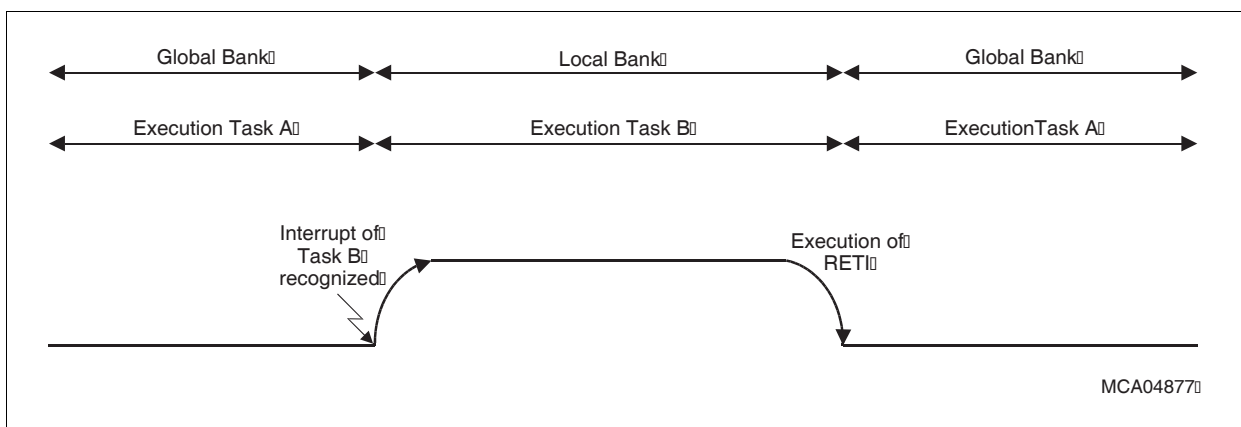 Global Bank▯ Local Bank▯ Global Bank▯
Execution Task A▯ Execution Task B▯ ExecutionTask A▯
Interrupt of▯
Task B▯
recognized▯
Execution of▯
RETI▯
MCA04877▯